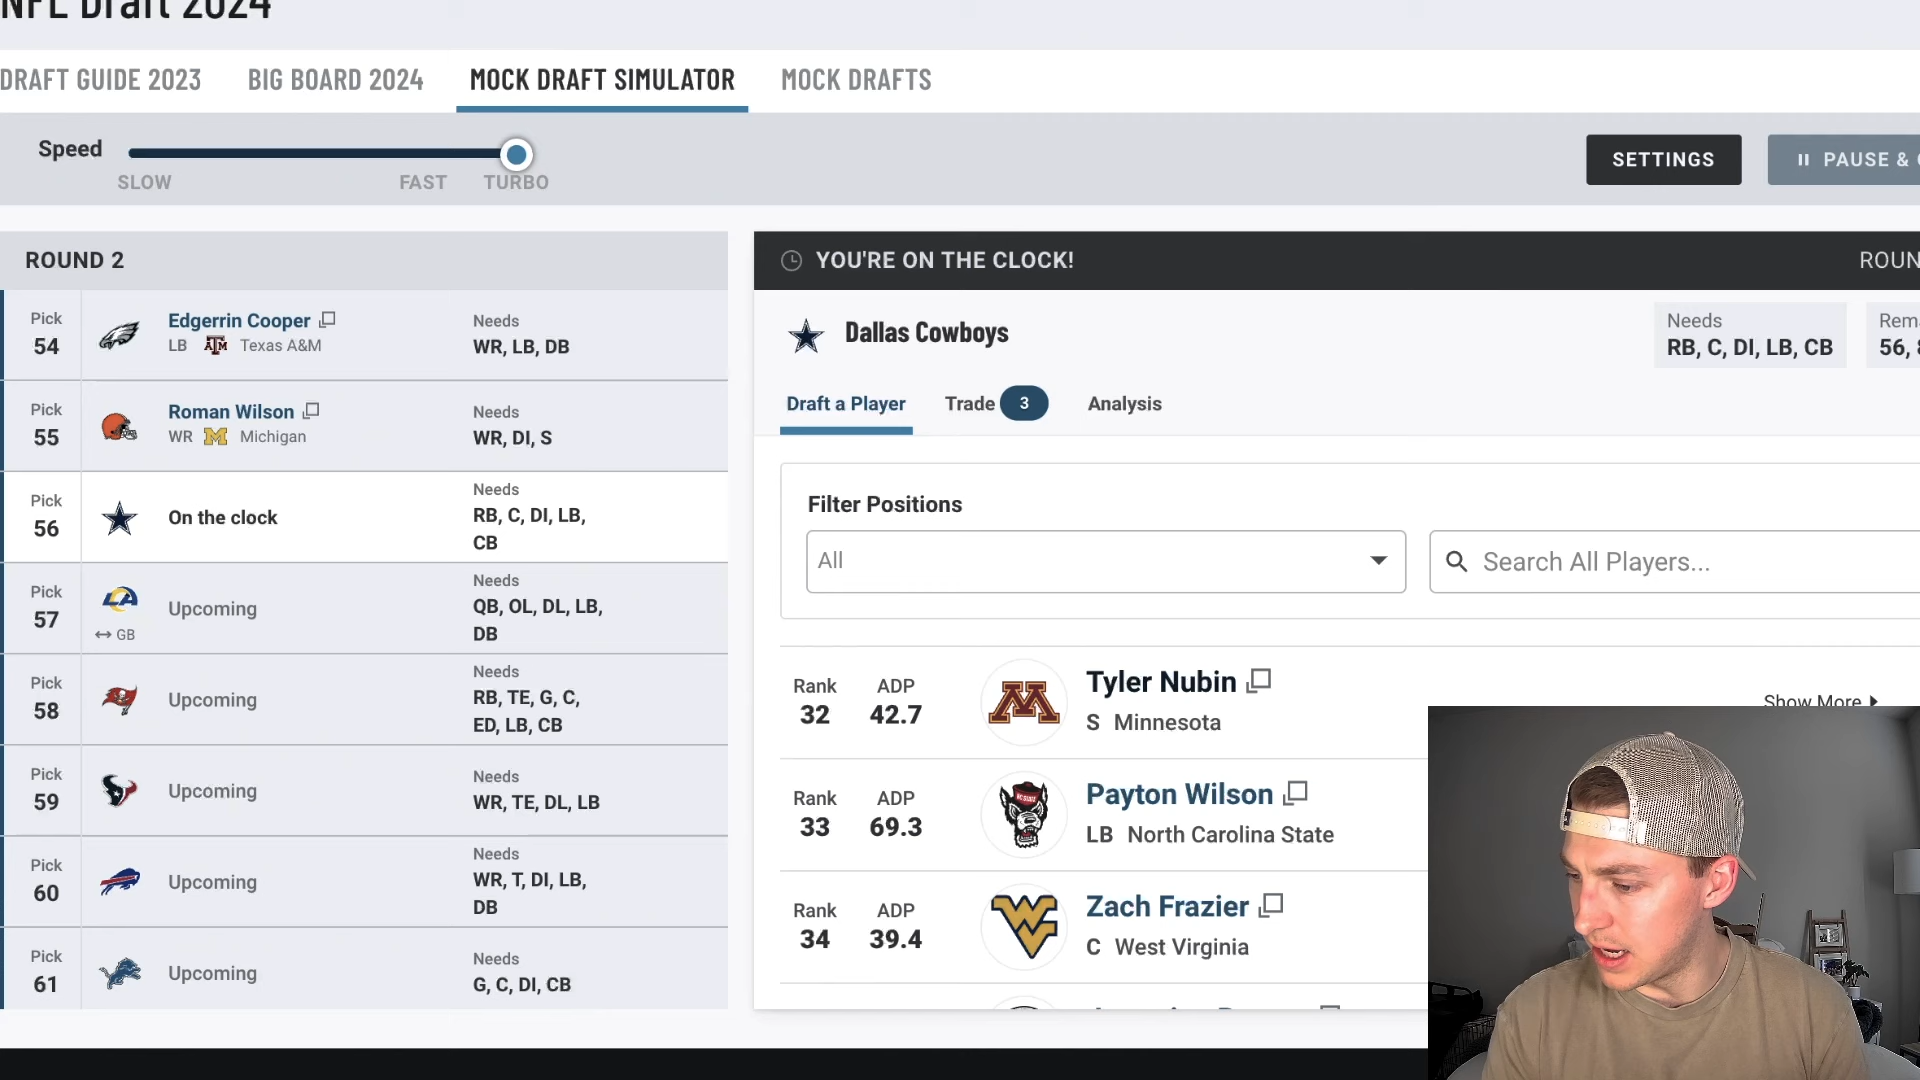 NFL Draft 2024
DRAFT GUIDE 2023
BIG BOARD 2024
MOCK DRAFT SIMULATOR
MOCK DRAFTS
Speed
SLOW
FAST
TURBO
SETTINGS
PAUSE &
ROUND 2
Pick
54
Edgerrin Cooper
LB Texas A&M
Needs
WR, LB, DB
Pick
55
Roman Wilson
WR Michigan
Needs
WR, DI, S
Pick
56
On the clock
Needs
RB, C, DI, LB,
CB
Pick
57
GB
Upcoming
Needs
QB, OL, DL, LB,
DB
Pick
58
Upcoming
Needs
RB, TE, G, C,
ED, LB, CB
Pick
59
Upcoming
Needs
WR, TE, DL, LB
Pick
60
Upcoming
Needs
WR, T, DI, LB,
DB
Pick
61
Upcoming
Needs
G, C, DI, CB
YOU'RE ON THE CLOCK!
ROUN
Dallas Cowboys
Needs
RB, C, DI, LB, CB
Rem
56,
Draft a Player
Trade 3
Analysis
Filter Positions
All
Search All Players...
Rank
32
ADP
42.7
Tyler Nubin
S Minnesota
Show More
Rank
33
ADP
69.3
Payton Wilson
LB North Carolina State
Rank
34
ADP
39.4
Zach Frazier
C West Virginia